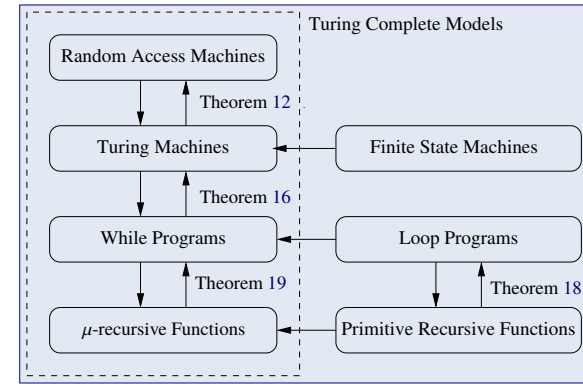 Turing Complete Models
Random Access Machines
Theorem 12
Turing Machines
Finite State Machines
Theorem 16
While Programs
Loop Programs
Theorem 19
Theorem 18
μ-recursive Functions
Primitive Recursive Functions